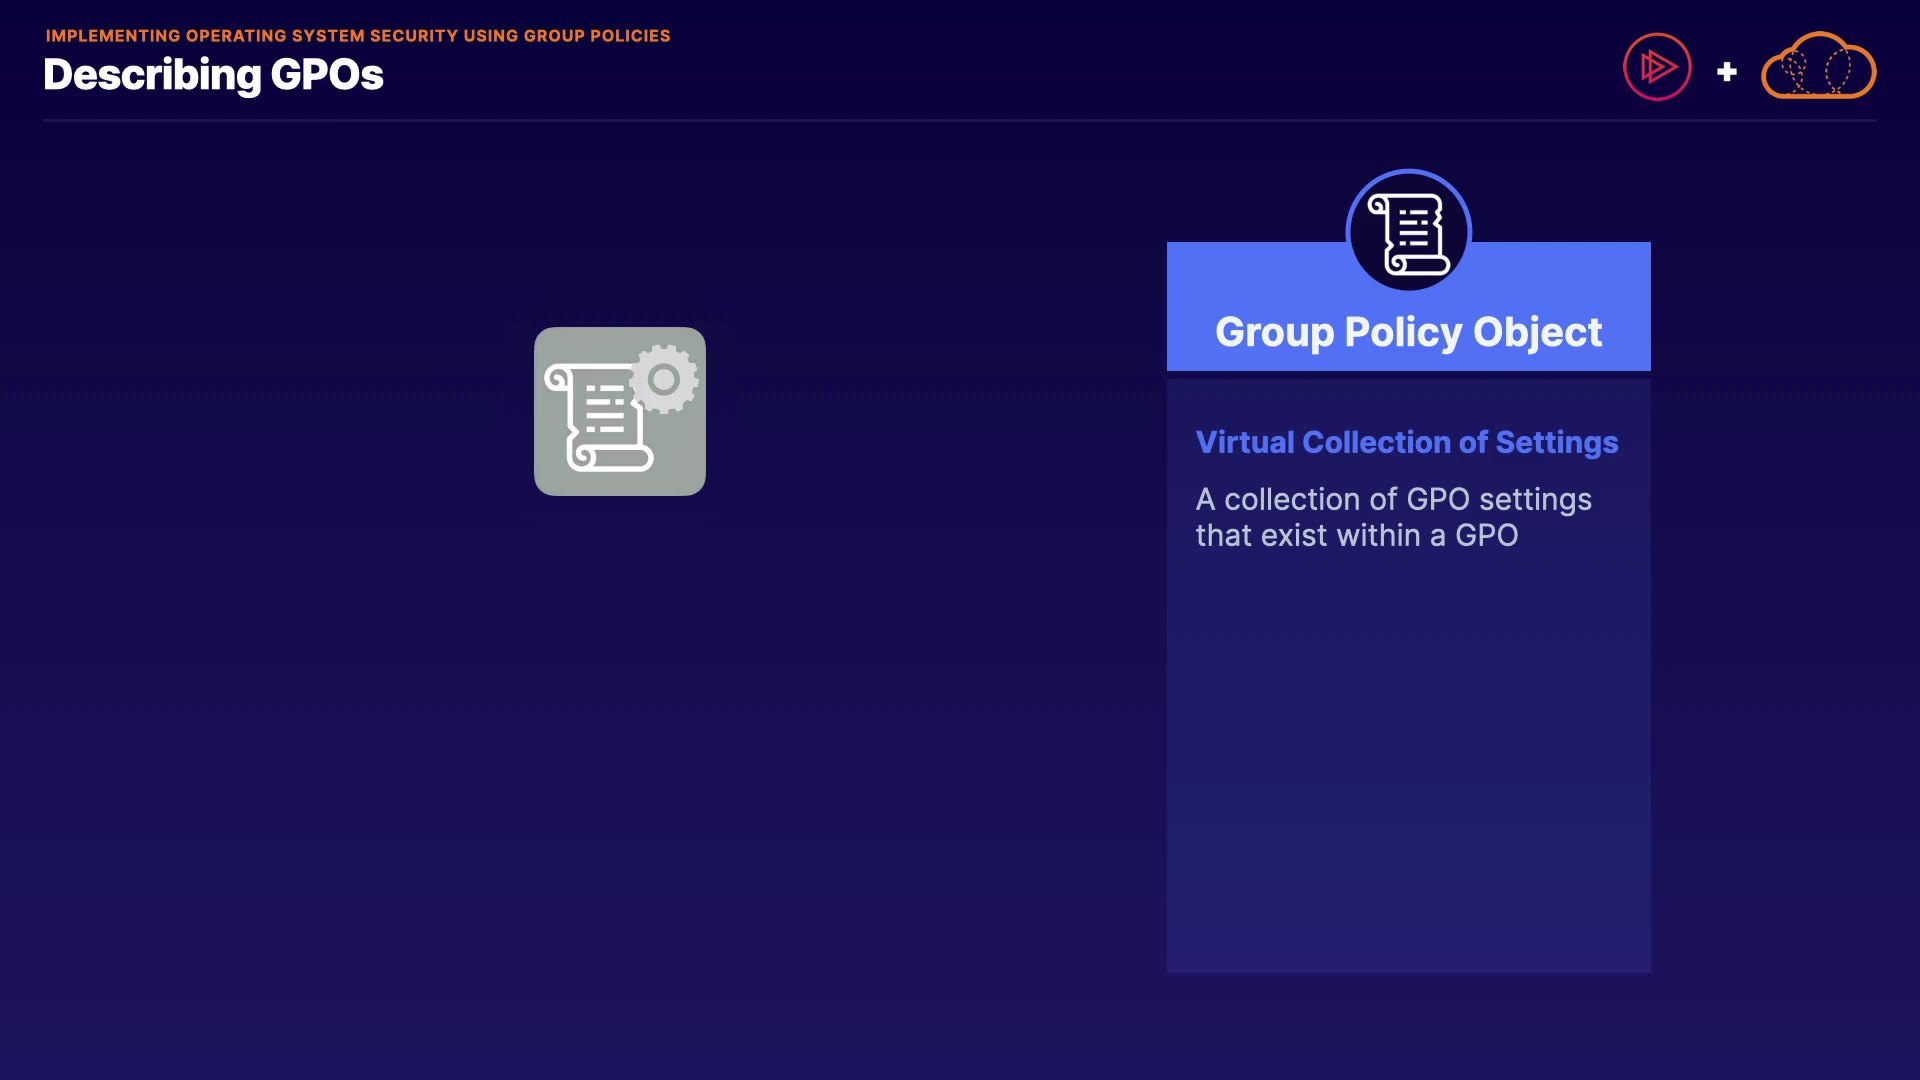 IMPLEMENTING OPERATING SYSTEM SECURITY USING GROUP POLICIES
Describing GPOs
Group Policy Object
Virtual Collection of Settings
A collection of GPO settings
that exist within a GPO